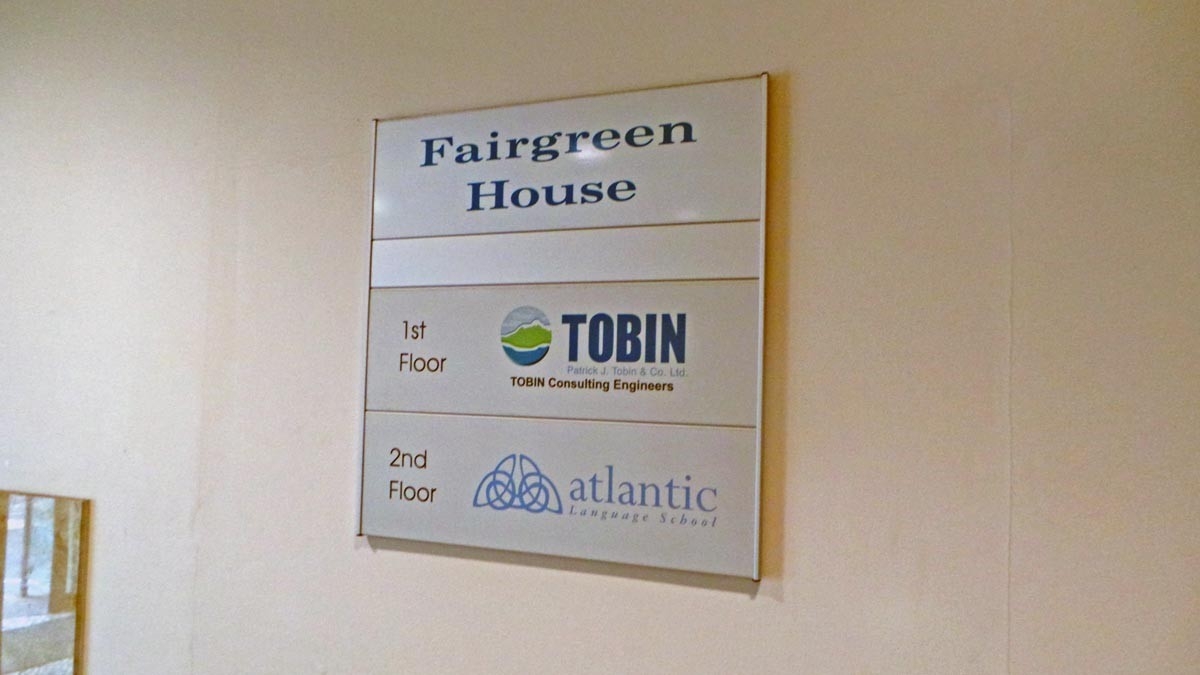 Fairgreen
House
1st
Floor
TOBIN
Patrick J. Tobin & Co. Ltd.
TOBIN Consulting Engineers
2nd
Floor
atlantic
Language School